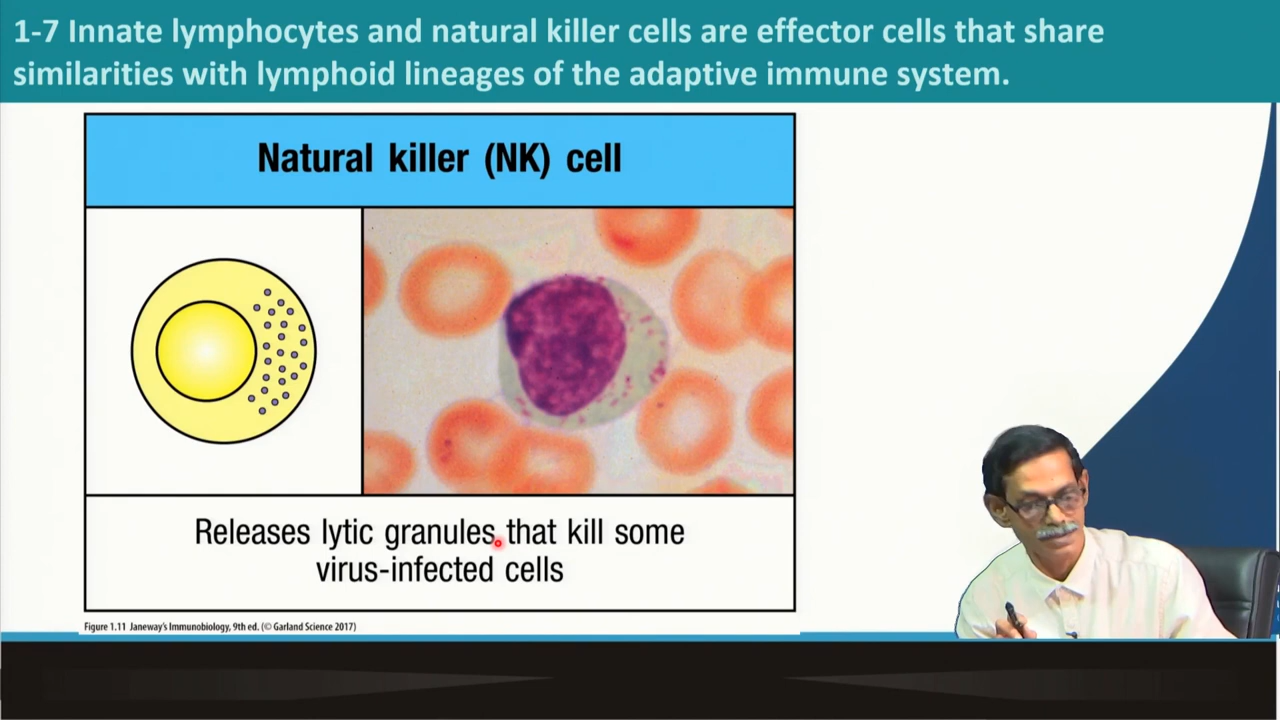 1-7 Innate lymphocytes and natural killer cells are effector cells that share
similarities with lymphoid lineages of the adaptive immune system.
Natural killer (NK) cell
Releases lytic granules that kill some
virus-infected cells
Figure 1.11 Janeway's Immunobiology, 9th ed. (© Garland Science 2017)